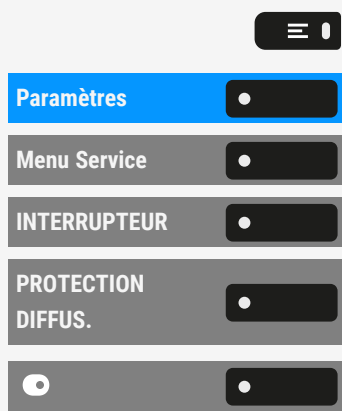 Paramètres
Menu Service
INTERRUPTEUR
PROTECTION
DIFFUS.